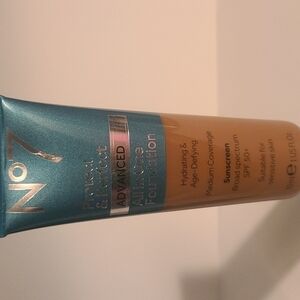 No7
Protect
& Perfect
ADVANCED
All in One
Foundation
Hydrating &
Age-Defying
Medium Coverage
Sunscreen
Broad spectrum
SPF 50+
Suitable for
sensitive skin